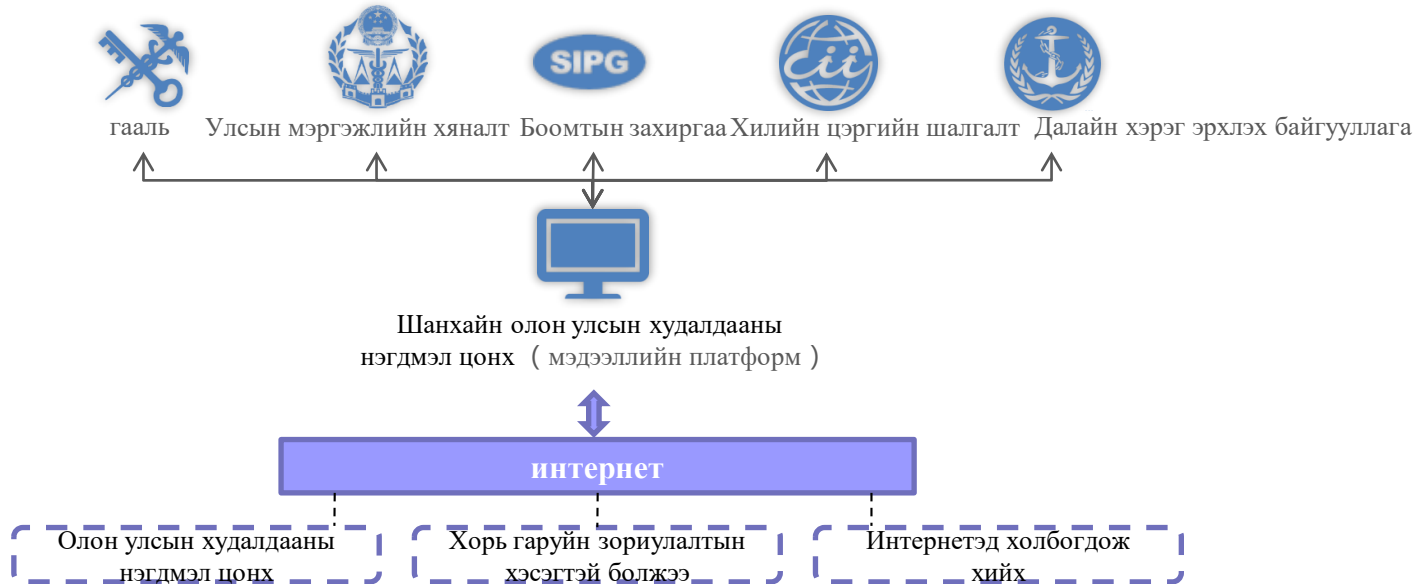 SIPG
cii
гааль Улсын мэргэжлийн хяналт Боомтын захиргаа Хилийн цэргийн шалгалт Далайн хэрэг эрхлэх байгууллага
Шанхайн олон улсын худалдааны
нэгдмэл цонх ( мэдээллийн платформ )
интернет
Олон улсын худалдааны
нэгдмэл цонх
Хорь гаруйн зориулалтын
хэсэгтэй болжээ
Интернетэд холбогдож
хийх